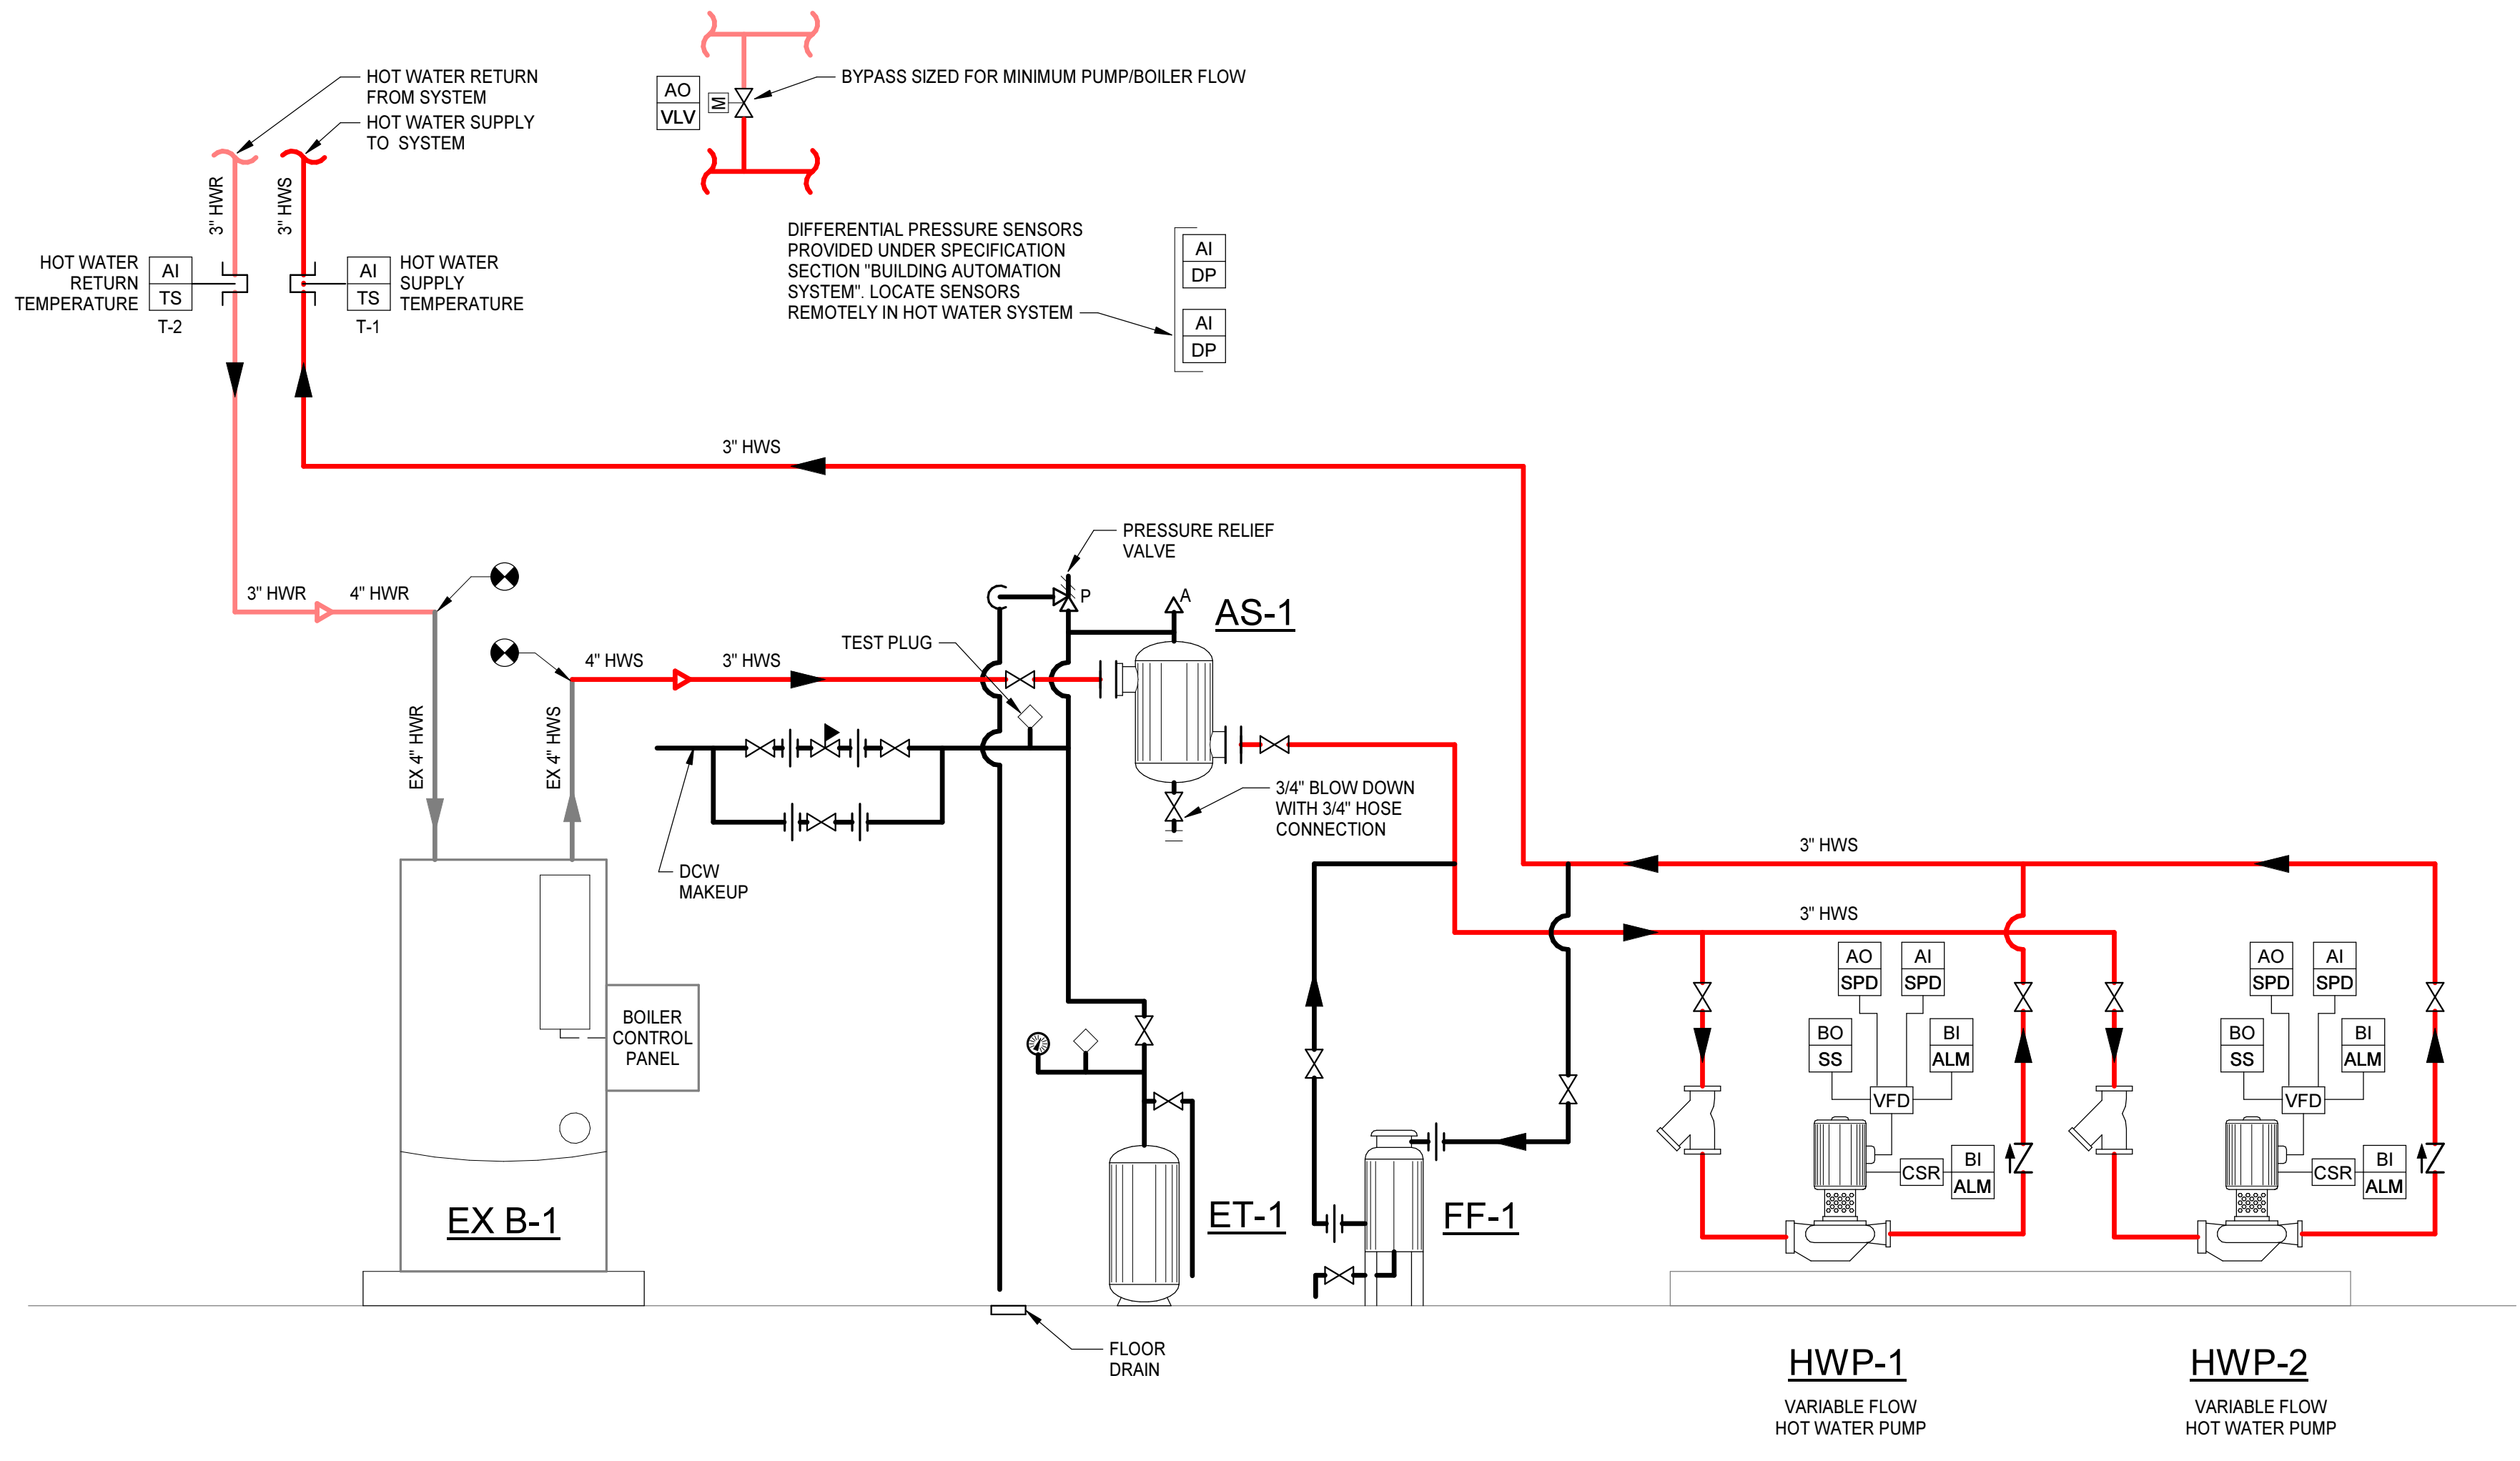 HOT WATER RETURN
FROM SYSTEM
HOT WATER SUPPLY
TO SYSTEM
AO
VLV
M
BYPASS SIZED FOR MINIMUM PUMP/BOILER FLOW
3" HWR
3" HWS
HOT WATER
RETURN
TEMPERATURE
AI
TS
T-2
AI
TS
T-1
HOT WATER
SUPPLY
TEMPERATURE
DIFFERENTIAL PRESSURE SENSORS
PROVIDED UNDER SPECIFICATION
SECTION "BUILDING AUTOMATION
SYSTEM". LOCATE SENSORS
REMOTELY IN HOT WATER SYSTEM
AI
DP
AI
DP
3" HWS
PRESSURE RELIEF
VALVE
P
A
AS-1
3" HWR
4" HWR
TEST PLUG
4" HWS
3" HWS
EX 4" HWR
EX 4" HWS
3/4" BLOW DOWN
WITH 3/4" HOSE
CONNECTION
DCW
MAKEUP
3" HWS
3" HWS
BOILER
CONTROL
PANEL
EX B-1
ET-1
FF-1
AO
SPD
AI
SPD
BO
SS
BI
ALM
VFD
CSR
BI
ALM
AO
SPD
AI
SPD
BO
SS
BI
ALM
VFD
CSR
BI
ALM
FLOOR
DRAIN
HWP-1
VARIABLE FLOW
HOT WATER PUMP
HWP-2
VARIABLE FLOW
HOT WATER PUMP